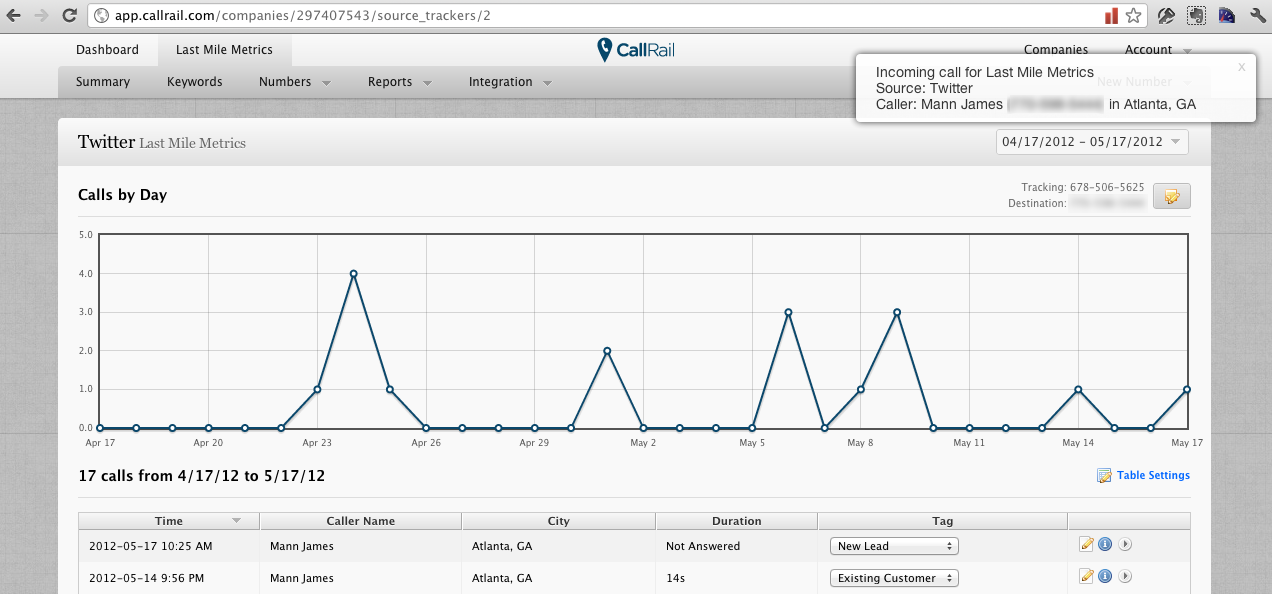 app.callrail.com/companies/297407543/source_trackers/2
Dashboard Last Mile Metrics CallRail Companies Account
Summary Keywords Numbers Reports Integration New Number
Incoming call for Last Mile Metrics x
Source: Twitter
Caller: Mann James in Atlanta, GA
Twitter Last Mile Metrics 04/17/2012 - 05/17/2012
Calls by Day
Tracking: 678-506-5625
Destination:
5.0
4.0
3.0
2.0
1.0
0.0
Apr 17 Apr 20 Apr 23 Apr 26 Apr 29 May 2 May 5 May 8 May 11 May 14 May 17
17 calls from 4/17/12 to 5/17/12 Table Settings
Time Caller Name City Duration Tag
2012-05-17 10:25 AM Mann James Atlanta, GA Not Answered New Lead
2012-05-14 9:56 PM Mann James Atlanta, GA 14s Existing Customer